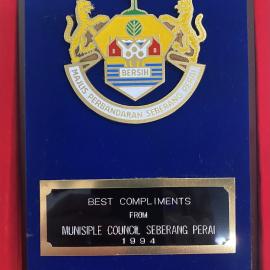 BERSIH
MAJLIS PERBANDARAN SEBERANG PERAI
BEST COMPLIMENTS
FROM
MUNISIPLE COUNCIL SEBERANG PERAI
1994